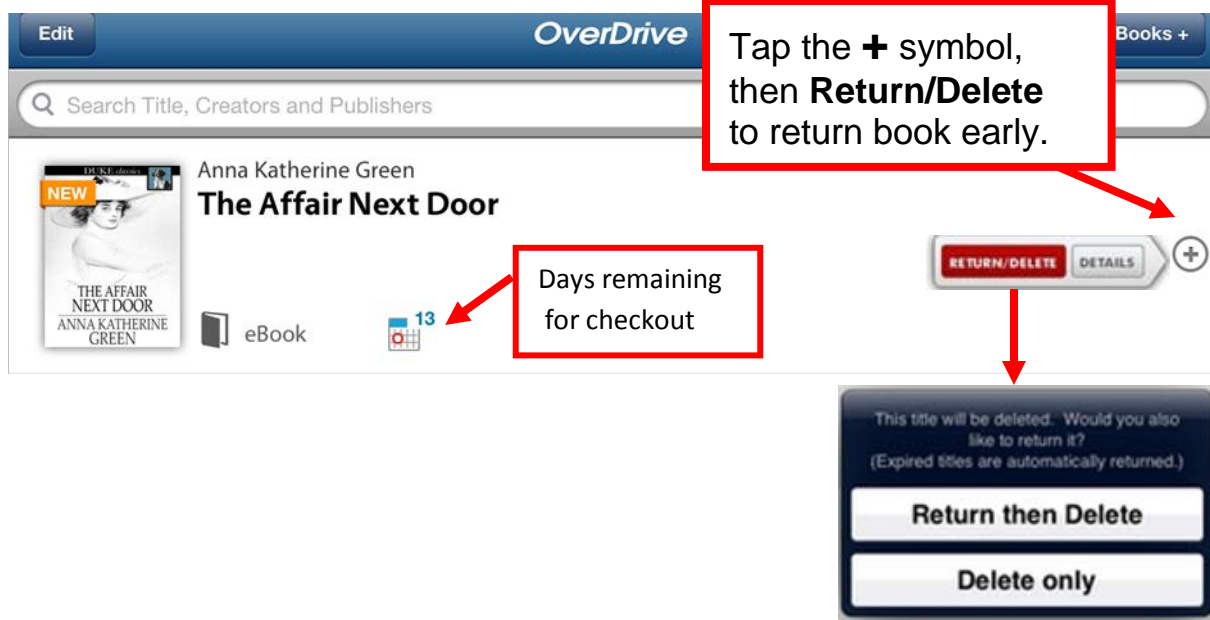 Edit
OverDrive
Books +
Tap the + symbol,
then Return/Delete
to return book early.
Search Title, Creators and Publishers
DUKE classics
NEW
THE AFFAIR
NEXT DOOR
ANNA KATHERINE
GREEN
Anna Katherine Green
The Affair Next Door
eBook
13
Days remaining
for checkout
RETURN/DELETE
DETAILS
This title will be deleted. Would you also
like to return it?
(Expired titles are automatically returned.)
Return then Delete
Delete only